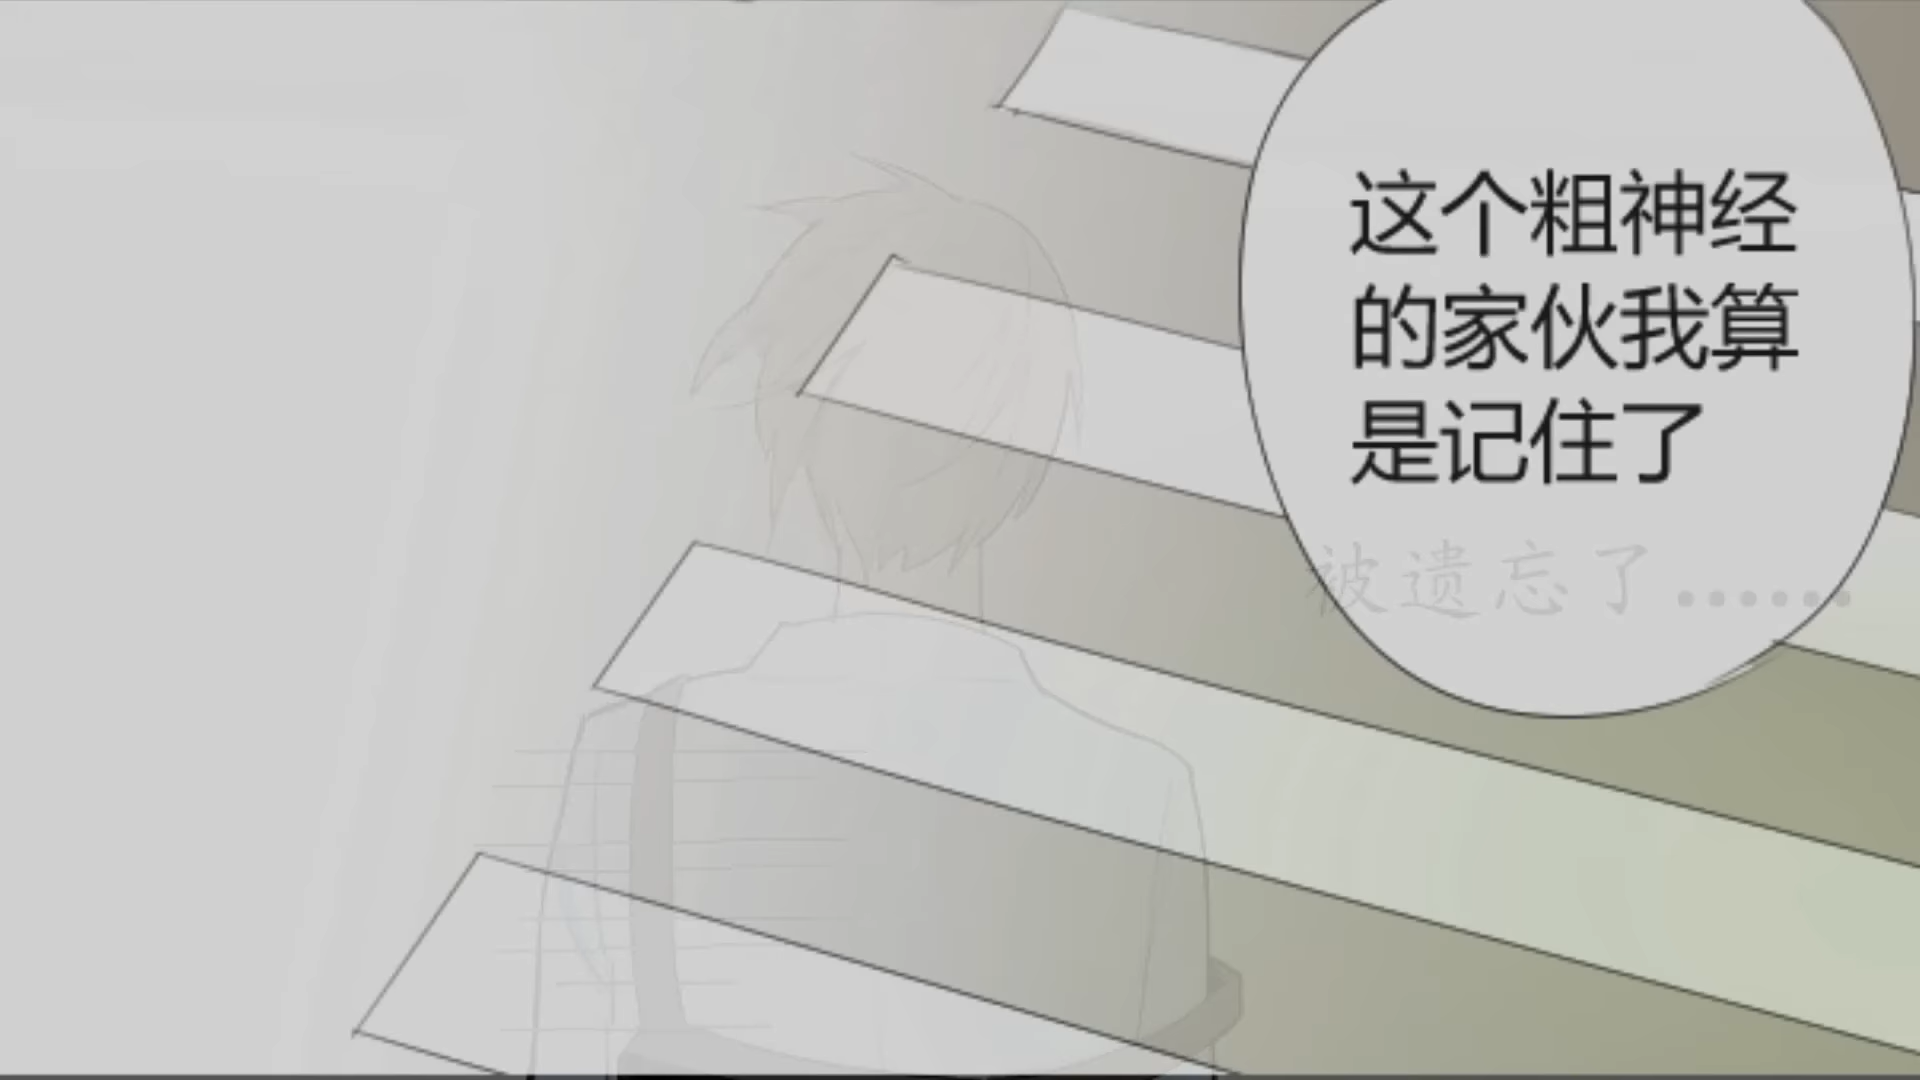 这个粗神经
的家伙我算
是记住了
被遗忘了......